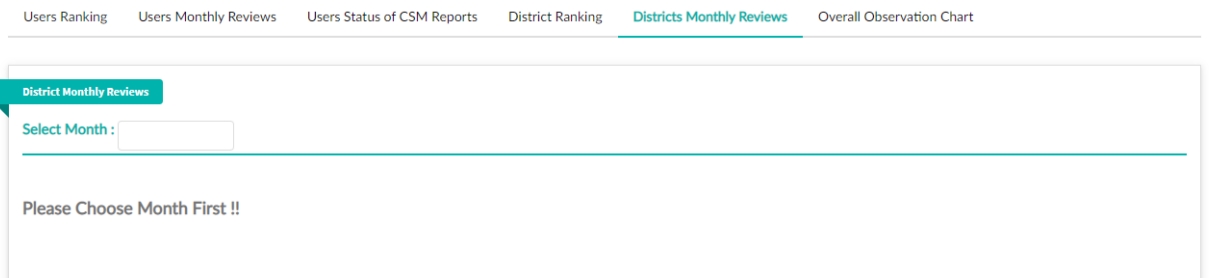 Users Ranking Users Monthly Reviews Users Status of CSM Reports District Ranking Districts Monthly Reviews Overall Observation Chart
District Monthly Reviews
Select Month :
Please Choose Month First !!